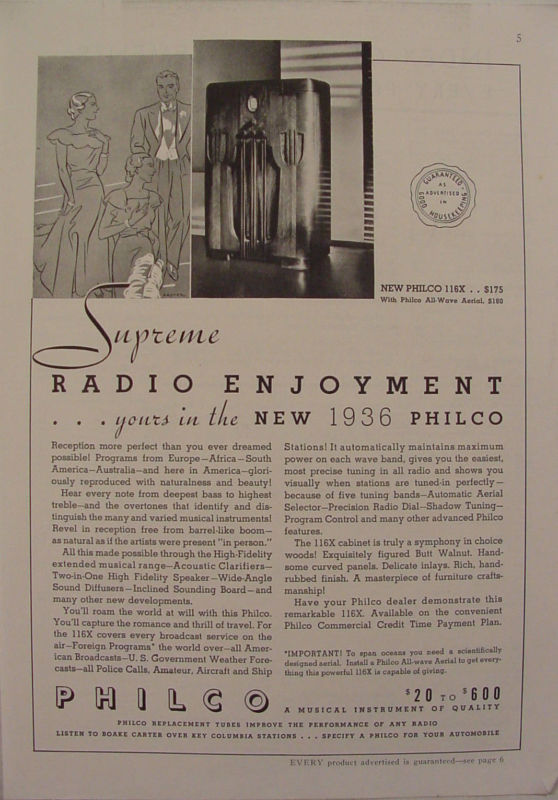 5
GUARANTEED
AS
ADVERTISED
IN
GOOD HOUSEKEEPING
NEW PHILCO 116X . . $175
With Philco All-Wave Aerial, $180
Supreme
RADIO ENJOYMENT
. . . yours in the NEW 1936 PHILCO
Reception more perfect than you ever dreamed
possible! Programs from Europe—Africa—South
America—Australia—and here in America—glori-
ously reproduced with naturalness and beauty!
Hear every note from deepest bass to highest
treble—and the overtones that identify and dis-
tinguish the many and varied musical instruments!
Revel in reception free from barrel-like boom—
as natural as if the artists were present "in person."
All this made possible through the High-Fidelity
extended musical range—Acoustic Clarifiers—
Two-in-One High Fidelity Speaker—Wide-Angle
Sound Diffusers—Inclined Sounding Board—and
many other new developments.
You'll roam the world at will with this Philco.
You'll capture the romance and thrill of travel. For
the 116X covers every broadcast service on the
air—Foreign Programs* the world over—all Amer-
ican Broadcasts—U. S. Government Weather Fore-
casts—all Police Calls, Amateur, Aircraft and Ship
Stations! It automatically maintains maximum
power on each wave band, gives you the easiest,
most precise tuning in all radio and shows you
visually when stations are tuned-in perfectly—
because of five tuning bands—Automatic Aerial
Selector—Precision Radio Dial—Shadow Tuning—
Program Control and many other advanced Philco
features.
The 116X cabinet is truly a symphony in choice
woods! Exquisitely figured Butt Walnut. Hand-
some curved panels. Delicate inlays. Rich, hand-
rubbed finish. A masterpiece of furniture crafts-
manship!
Have your Philco dealer demonstrate this
remarkable 116X. Available on the convenient
Philco Commercial Credit Time Payment Plan.
*IMPORTANT! To span oceans you need a scientifically
designed aerial. Install a Philco All-wave Aerial to get every-
thing this powerful 116X is capable of giving.
PHILCO
$20 TO $600
A MUSICAL INSTRUMENT OF QUALITY
PHILCO REPLACEMENT TUBES IMPROVE THE PERFORMANCE OF ANY RADIO
LISTEN TO BOAKE CARTER OVER KEY COLUMBIA STATIONS . . . SPECIFY A PHILCO FOR YOUR AUTOMOBILE
EVERY product advertised is guaranteed—see page 6